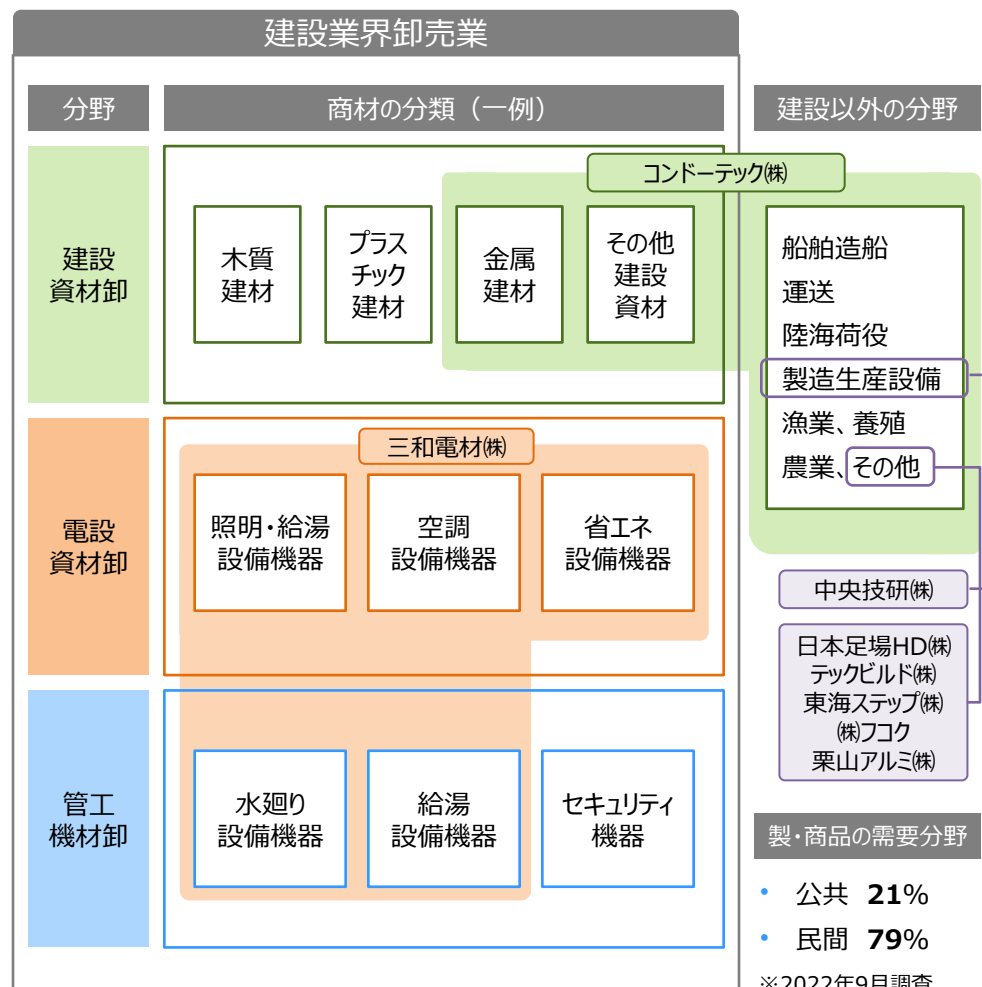 建設業界卸売業
分野
商材の分類（一例）
建設以外の分野
コンドーテック㈱
建設
資材卸
木質
建材
プラス
チック
建材
金属
建材
その他
建設
資材
船舶造船
運送
陸海荷役
製造生産設備
漁業、養殖
農業、その他
三和電材㈱
電設
資材卸
照明・給湯
設備機器
空調
設備機器
省エネ
設備機器
中央技研㈱
日本足場HD㈱
テックビルド㈱
東海ステップ㈱
㈱フコク
栗山アルミ㈱
管工
機材卸
水廻り
設備機器
給湯
設備機器
セキュリティ
機器
製・商品の需要分野
• 公共 21%
• 民間 79%
※2022年9月調査